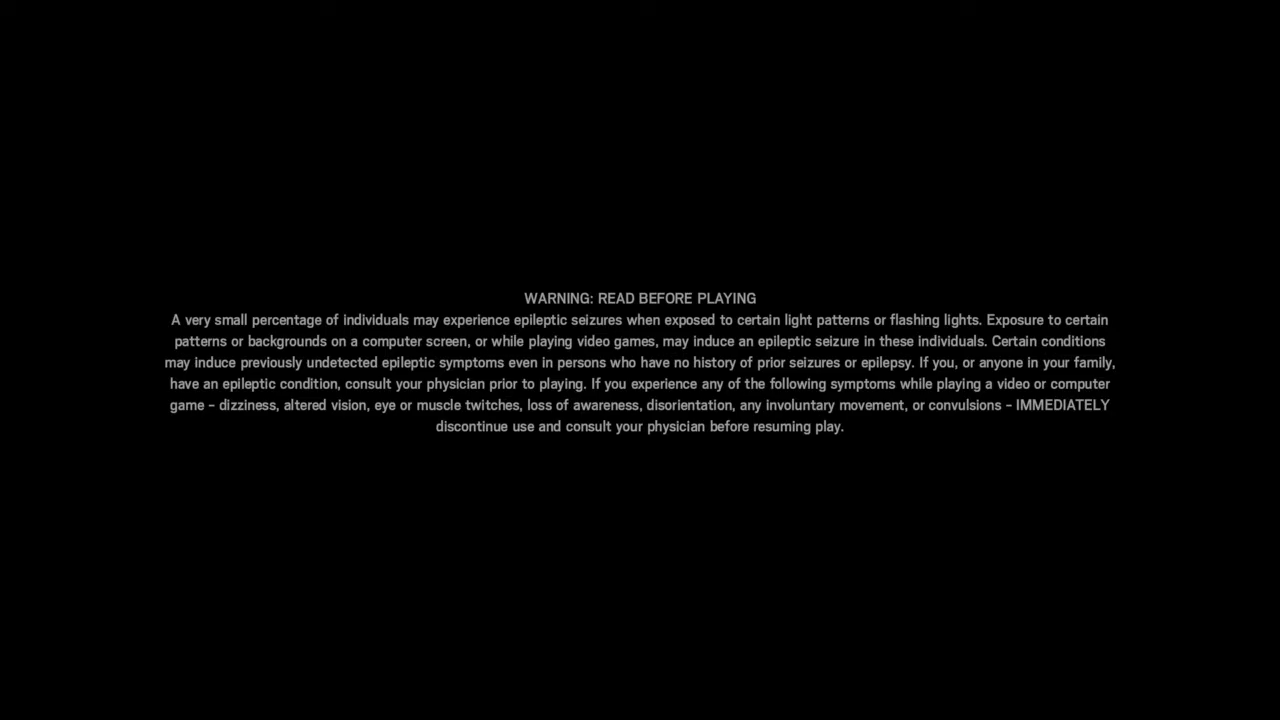 WARNING: READ BEFORE PLAYING
A very small percentage of individuals may experience epileptic seizures when exposed to certain light patterns or flashing lights. Exposure to certain
patterns or backgrounds on a computer screen, or while playing video games, may induce an epileptic seizure in these individuals. Certain conditions
may induce previously undetected epileptic symptoms even in persons who have no history of prior seizures or epilepsy. If you, or anyone in your family,
have an epileptic condition, consult your physician prior to playing. If you experience any of the following symptoms while playing a video or computer
game - dizziness, altered vision, eye or muscle twitches, loss of awareness, disorientation, any involuntary movement, or convulsions - IMMEDIATELY
discontinue use and consult your physician before resuming play.